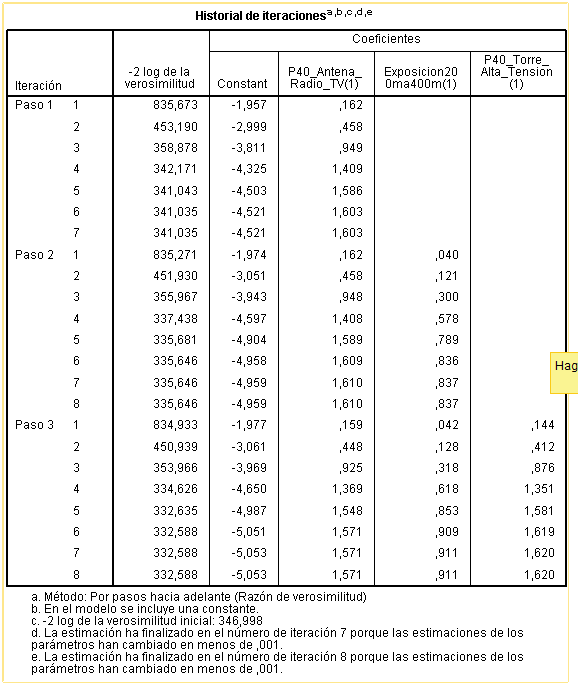 Historial de iteraciones a,b,c,d,e
Coeficientes
Iteración -2 log de la verosimilitud Constant P40_Antena_Radio_TV(1) Exposicion200ma400m(1) P40_Torre_Alta_Tension(1)
Paso 1 1 835,673 -1,957 ,162
2 453,190 -2,999 ,458
3 358,878 -3,811 ,949
4 342,171 -4,325 1,409
5 341,043 -4,503 1,586
6 341,035 -4,521 1,603
7 341,035 -4,521 1,603
Paso 2 1 835,271 -1,974 ,162 ,040
2 451,930 -3,051 ,458 ,121
3 355,967 -3,943 ,948 ,300
4 337,438 -4,597 1,408 ,578
5 335,681 -4,904 1,589 ,789
6 335,646 -4,958 1,609 ,836
7 335,646 -4,959 1,610 ,837
8 335,646 -4,959 1,610 ,837
Paso 3 1 834,933 -1,977 ,159 ,042 ,144
2 450,939 -3,061 ,448 ,128 ,412
3 353,966 -3,969 ,925 ,318 ,876
4 334,626 -4,650 1,369 ,618 1,351
5 332,635 -4,987 1,548 ,853 1,581
6 332,588 -5,051 1,571 ,909 1,619
7 332,588 -5,053 1,571 ,911 1,620
8 332,588 -5,053 1,571 ,911 1,620
a. Método: Por pasos hacia adelante (Razón de verosimilitud)
b. En el modelo se incluye una constante.
c. -2 log de la verosimilitud inicial: 346,998
d. La estimación ha finalizado en el número de iteración 7 porque las estimaciones de los
parámetros han cambiado en menos de ,001.
e. La estimación ha finalizado en el número de iteración 8 porque las estimaciones de los
parámetros han cambiado en menos de ,001.
Hag